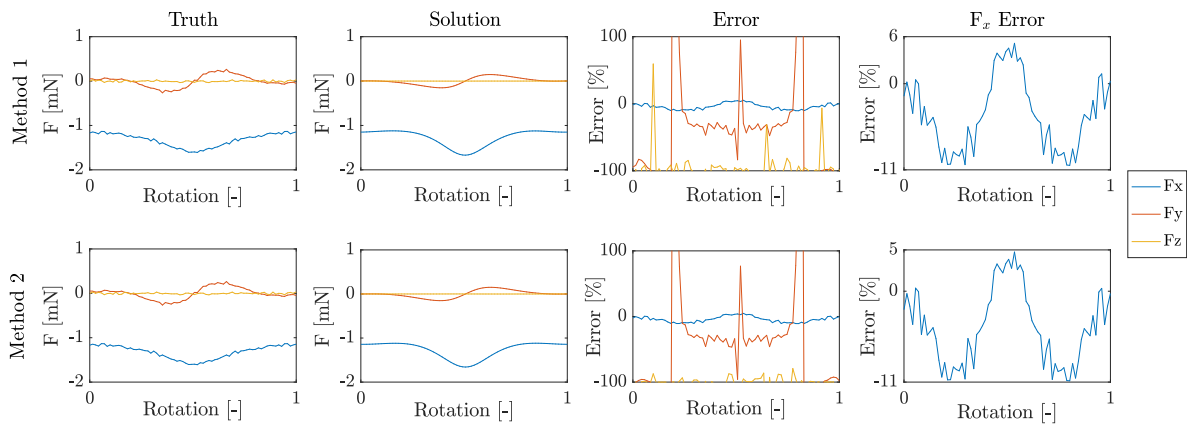 Truth
Solution
Error
F_x Error
Method 1
F [mN]
1
0
-1
-2
0
1
Rotation [-]
F [mN]
1
0
-1
-2
0
1
Rotation [-]
Error [%]
100
0
-100
0
1
Rotation [-]
Error [%]
6
0
-11
0
1
Rotation [-]
Fx
Fy
Fz
Method 2
F [mN]
1
0
-1
-2
0
1
Rotation [-]
F [mN]
1
0
-1
-2
0
1
Rotation [-]
Error [%]
100
0
-100
0
1
Rotation [-]
Error [%]
5
0
-11
0
1
Rotation [-]